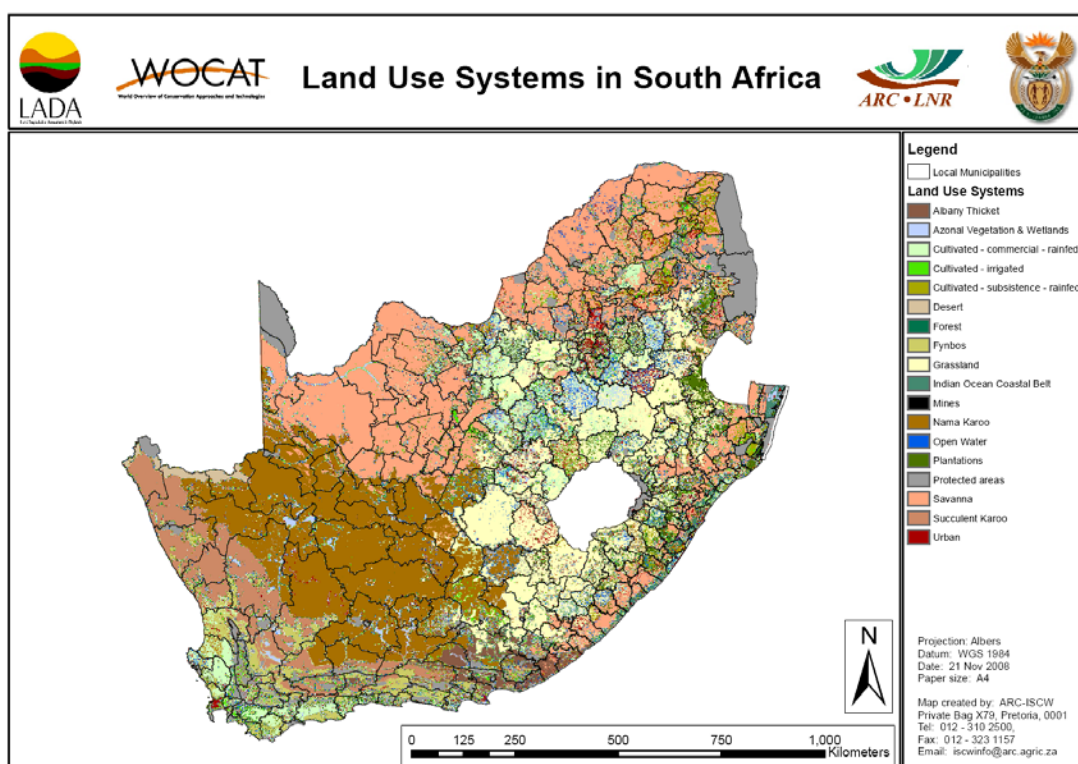 LADA
WOCAT
World Overview of Conservation Approaches and Technologies
Land Use Systems in South Africa
ARC • LNR
Legend
Local Municipalities
Land Use Systems
Albany Thicket
Azonal Vegetation & Wetlands
Cultivated - commercial - rainfed
Cultivated - irrigated
Cultivated - subsistence - rainfed
Desert
Forest
Fynbos
Grassland
Indian Ocean Coastal Belt
Mines
Nama Karoo
Open Water
Plantations
Protected areas
Savanna
Succulent Karoo
Urban
N
Projection: Albers
Datum: WGS 1984
Date: 21 Nov 2008
Paper size: A4
Map created by: ARC-ISCW
Private Bag X79, Pretoria, 0001
Tel: 012 - 310 2500,
Fax: 012 - 323 1157
Email: iscwinfo@arc.agric.za
0 125 250 500 750 1,000
Kilometers